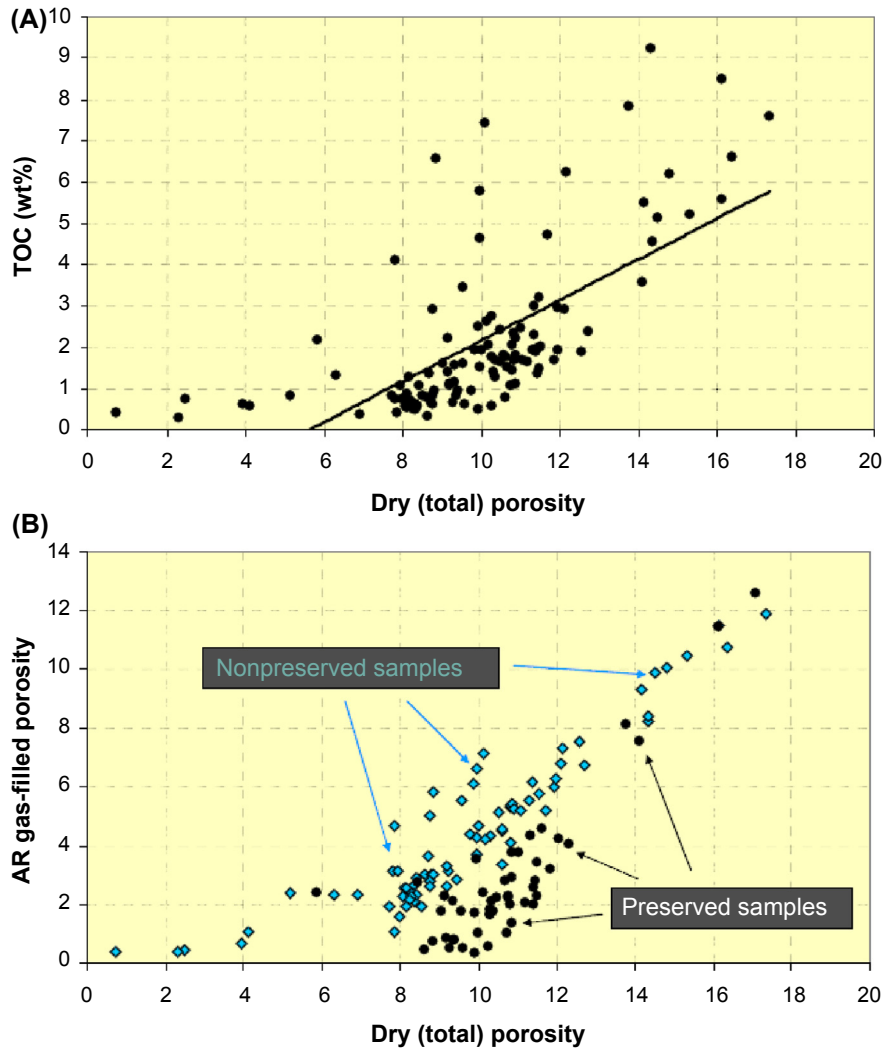 (A)
10
9
8
7
6
5
4
3
2
1
0
TOC (wt%)
0 2 4 6 8 10 12 14 16 18 20
Dry (total) porosity
(B)
14
12
10
8
6
4
2
0
AR gas-filled porosity
Nonpreserved samples
Preserved samples
0 2 4 6 8 10 12 14 16 18 20
Dry (total) porosity